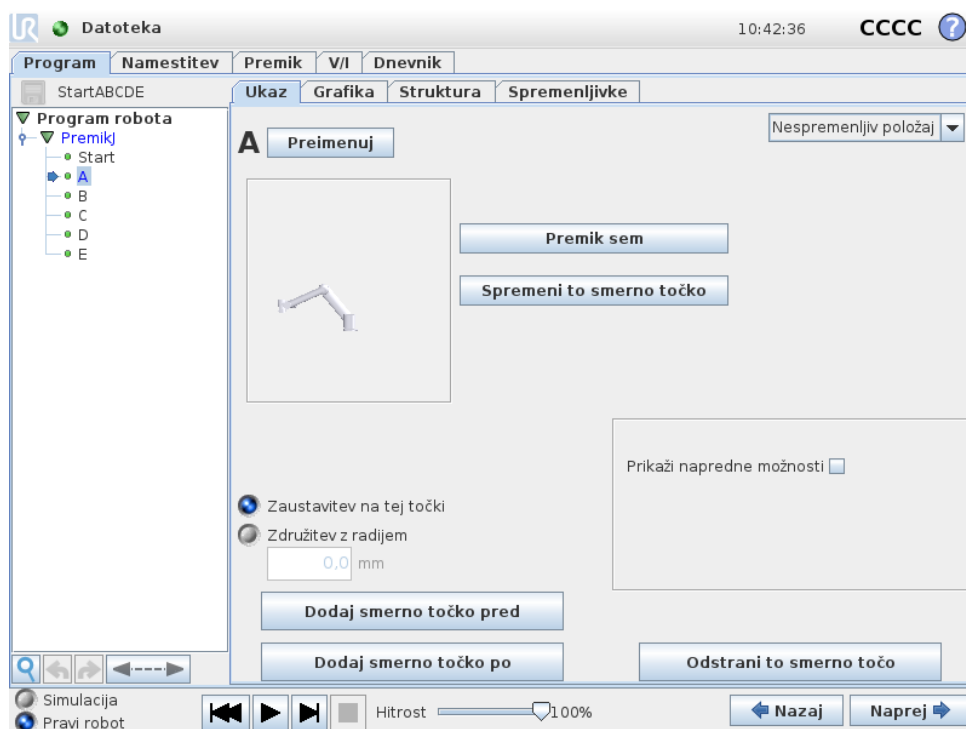 UR Datoteka 10:42:36 CCCC ?
Program Namestitev Premik V/I Dnevnik
StartABCDE
Ukaz Grafika Struktura Spremenljivke
Program robota
PremikJ
Start
A
B
C
D
E
A Preimenuj
Nespremenljiv položaj
Premik sem
Spremeni to smerno točko
Prikaži napredne možnosti
Zaustavitev na tej točki
Združitev z radijem
0,0 mm
Dodaj smerno točko pred
Dodaj smerno točko po
Odstrani to smerno točo
Simulacija
Pravi robot
Hitrost 100%
Nazaj Naprej